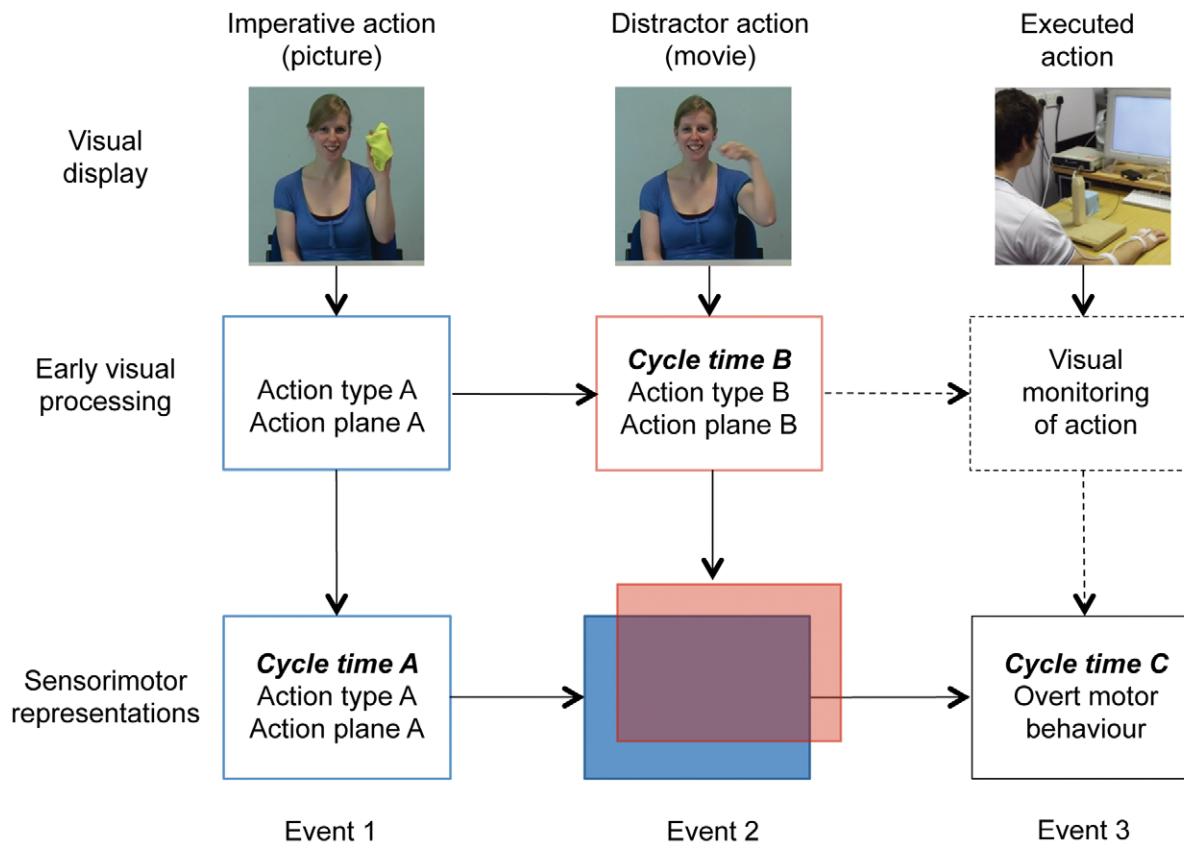 Imperative action
(picture)
Distractor action
(movie)
Executed
action
Visual
display
Early visual
processing
Action type A
Action plane A
Cycle time B
Action type B
Action plane B
Visual
monitoring
of action
Sensorimotor
representations
Cycle time A
Action type A
Action plane A
Cycle time C
Overt motor
behaviour
Event 1
Event 2
Event 3